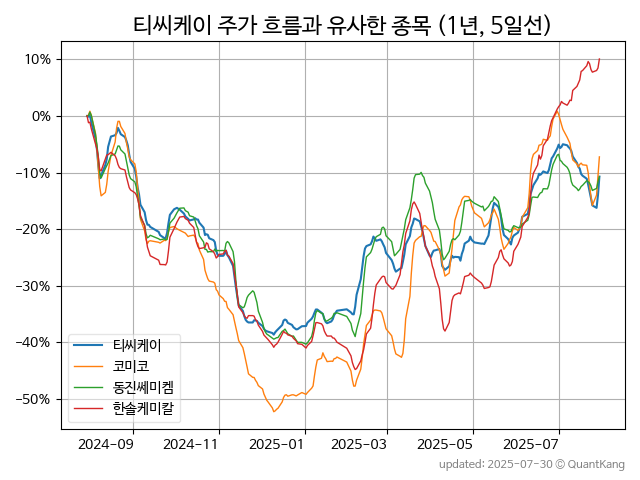 티씨케이 주가 흐름과 유사한 종목 (1년, 5일선)
10%
0%
−10%
−20%
−30%
−40%
−50%
티씨케이
코미코
동진쎄미켐
한솔케미칼
2024-09
2024-11
2025-01
2025-03
2025-05
2025-07
updated: 2025-07-30 © QuantKang